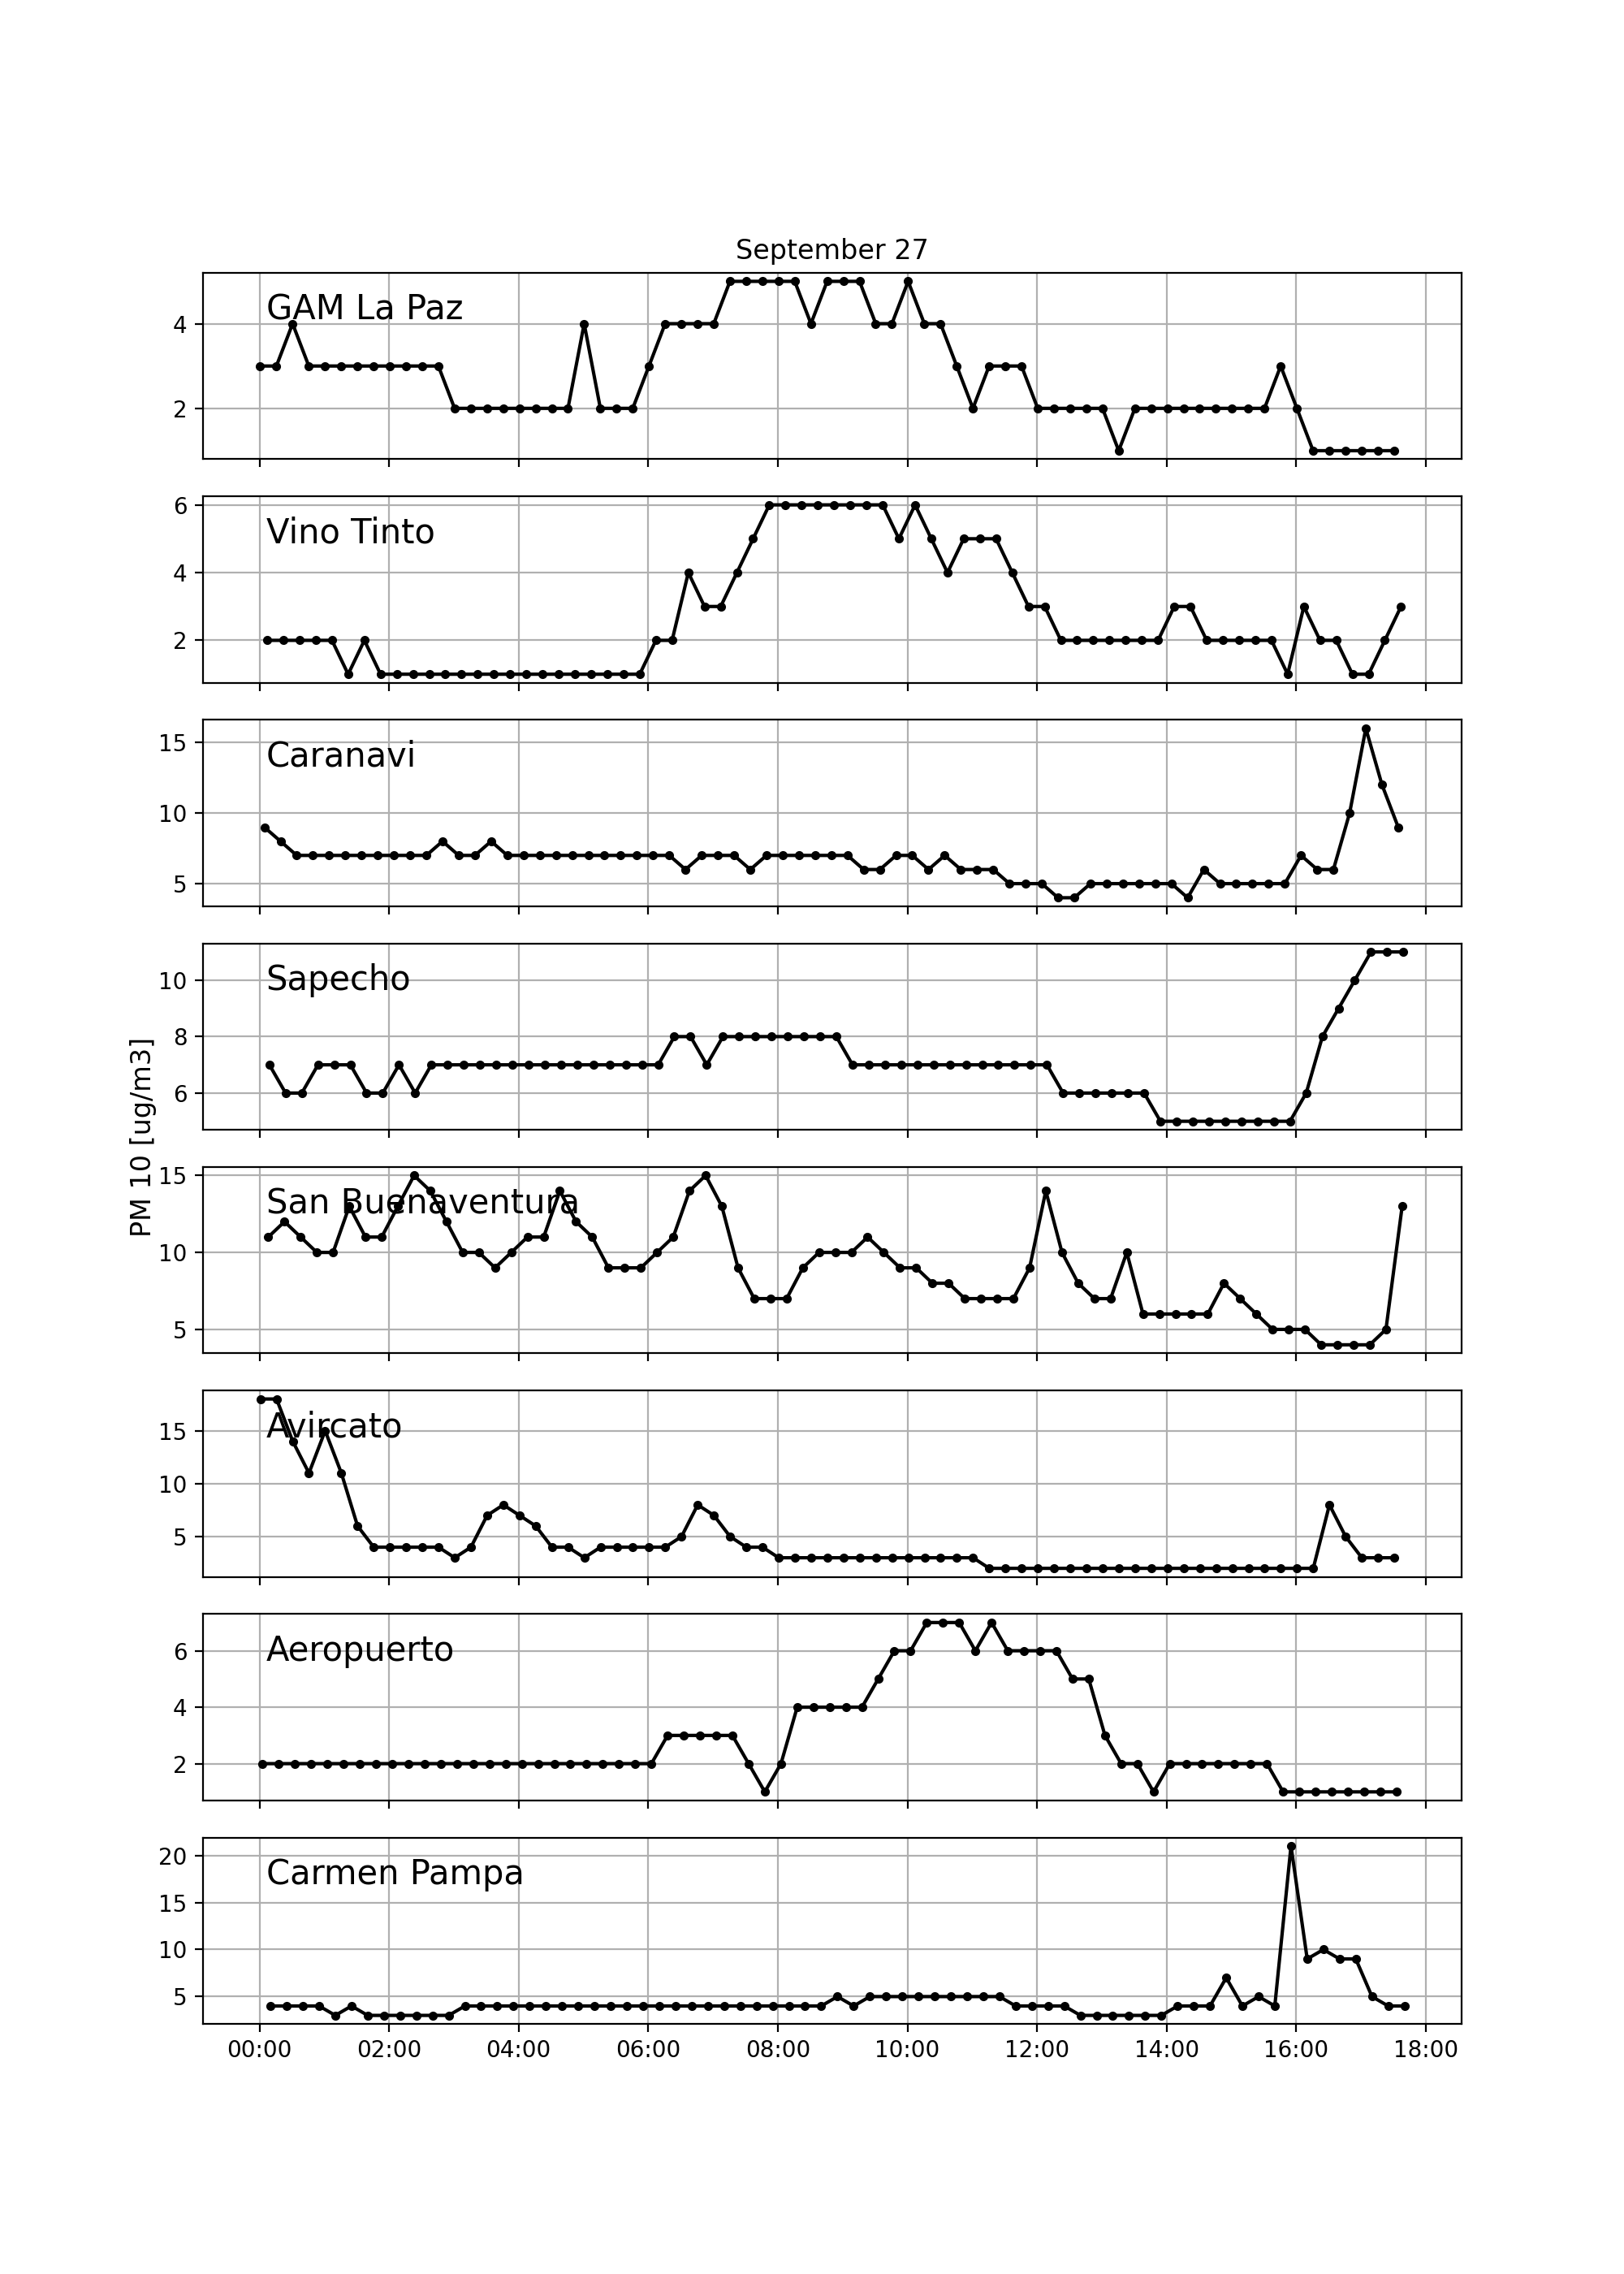 September 27
PM 10 [ug/m3]
GAM La Paz
4
2
Vino Tinto
6
4
2
Caranavi
15
10
5
Sapecho
10
8
6
San Buenaventura
15
10
5
Avircato
15
10
5
Aeropuerto
6
4
2
Carmen Pampa
20
15
10
5
00:00 02:00 04:00 06:00 08:00 10:00 12:00 14:00 16:00 18:00